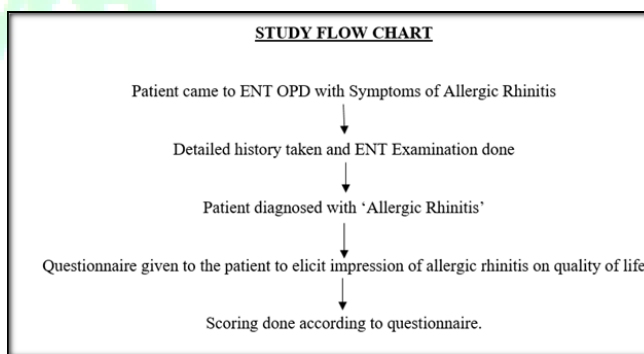 STUDY FLOW CHART
Patient came to ENT OPD with Symptoms of Allergic Rhinitis
Detailed history taken and ENT Examination done
Patient diagnosed with ‘Allergic Rhinitis’
Questionnaire given to the patient to elicit impression of allergic rhinitis on quality of life
Scoring done according to questionnaire.